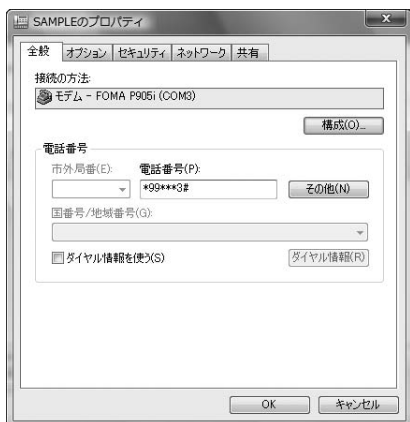 SAMPLEのプロパティ
全般 オプション セキュリティ ネットワーク 共有
接続の方法:
モデム - FOMA P905i (COM3)
構成(O)...
電話番号
市外局番(E): 電話番号(P):
*99***3# その他(N)
国番号/地域番号(G):
ダイヤル情報を使う(S) ダイヤル情報(R)
OK キャンセル